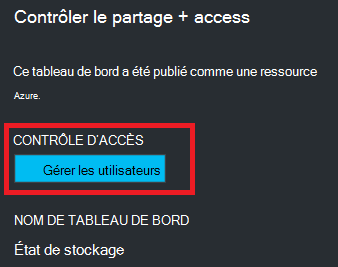 Contrôler le partage + access
Ce tableau de bord a été publié comme une ressource
Azure.
CONTRÔLE D'ACCÈS
Gérer les utilisateurs
NOM DE TABLEAU DE BORD
État de stockage